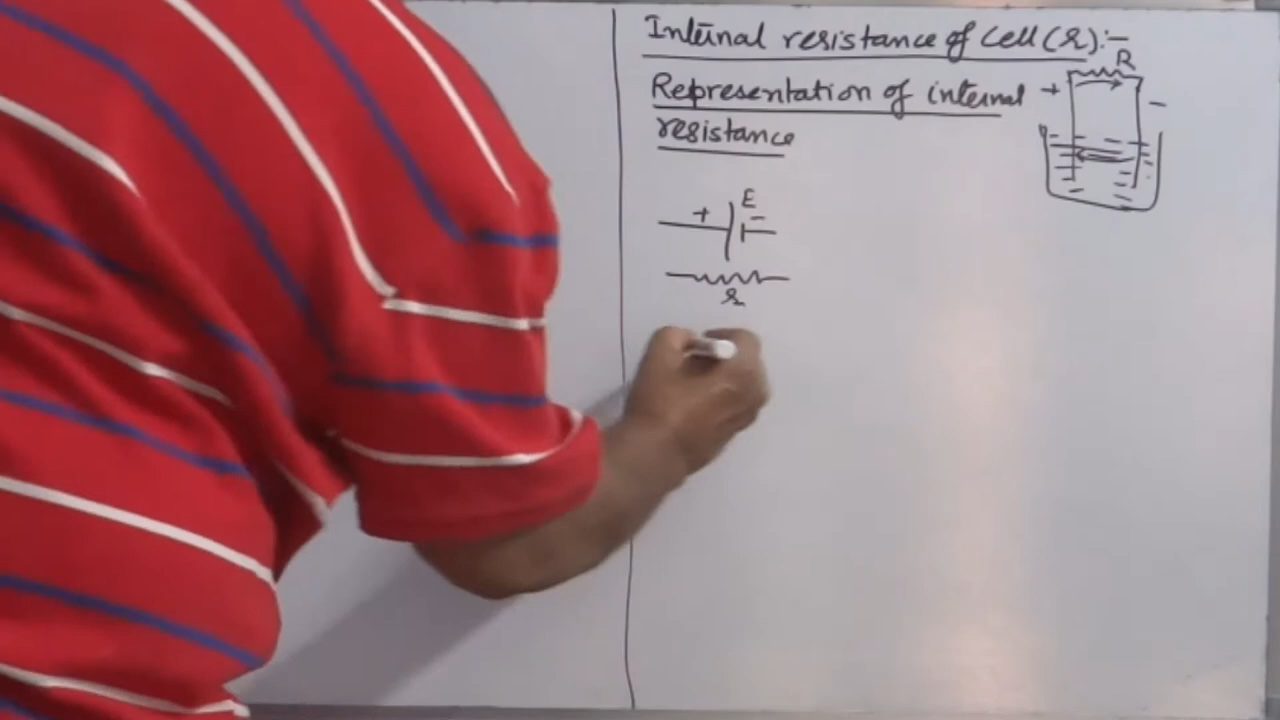 Internal resistance of cell (r):-
R
Representation of internal + -
resistance
E
+ -
r